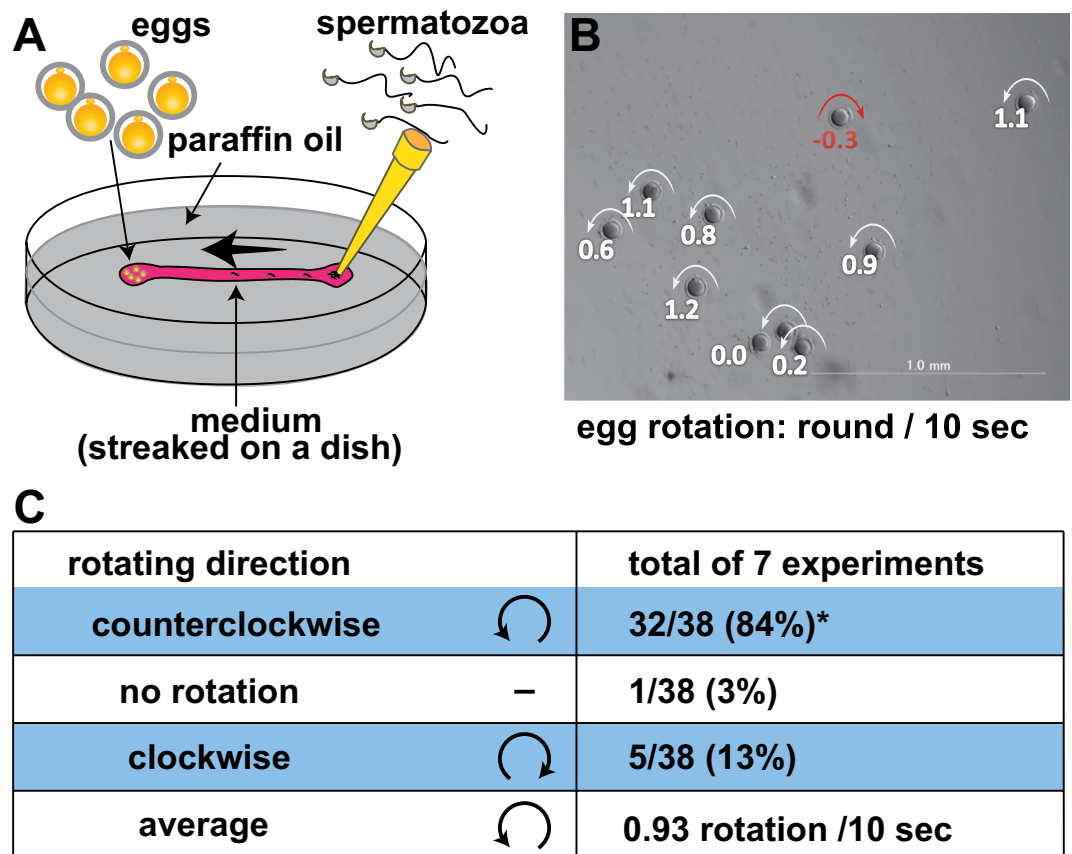 A
eggs
spermatozoa
paraffin oil
medium
(streaked on a dish)
B
-0.3
1.1
1.1
0.6
0.8
0.9
1.2
0.0
0.2
1.0 mm
egg rotation: round / 10 sec
C
rotating direction total of 7 experiments
counterclockwise 32/38 (84%)*
no rotation – 1/38 (3%)
clockwise 5/38 (13%)
average 0.93 rotation /10 sec